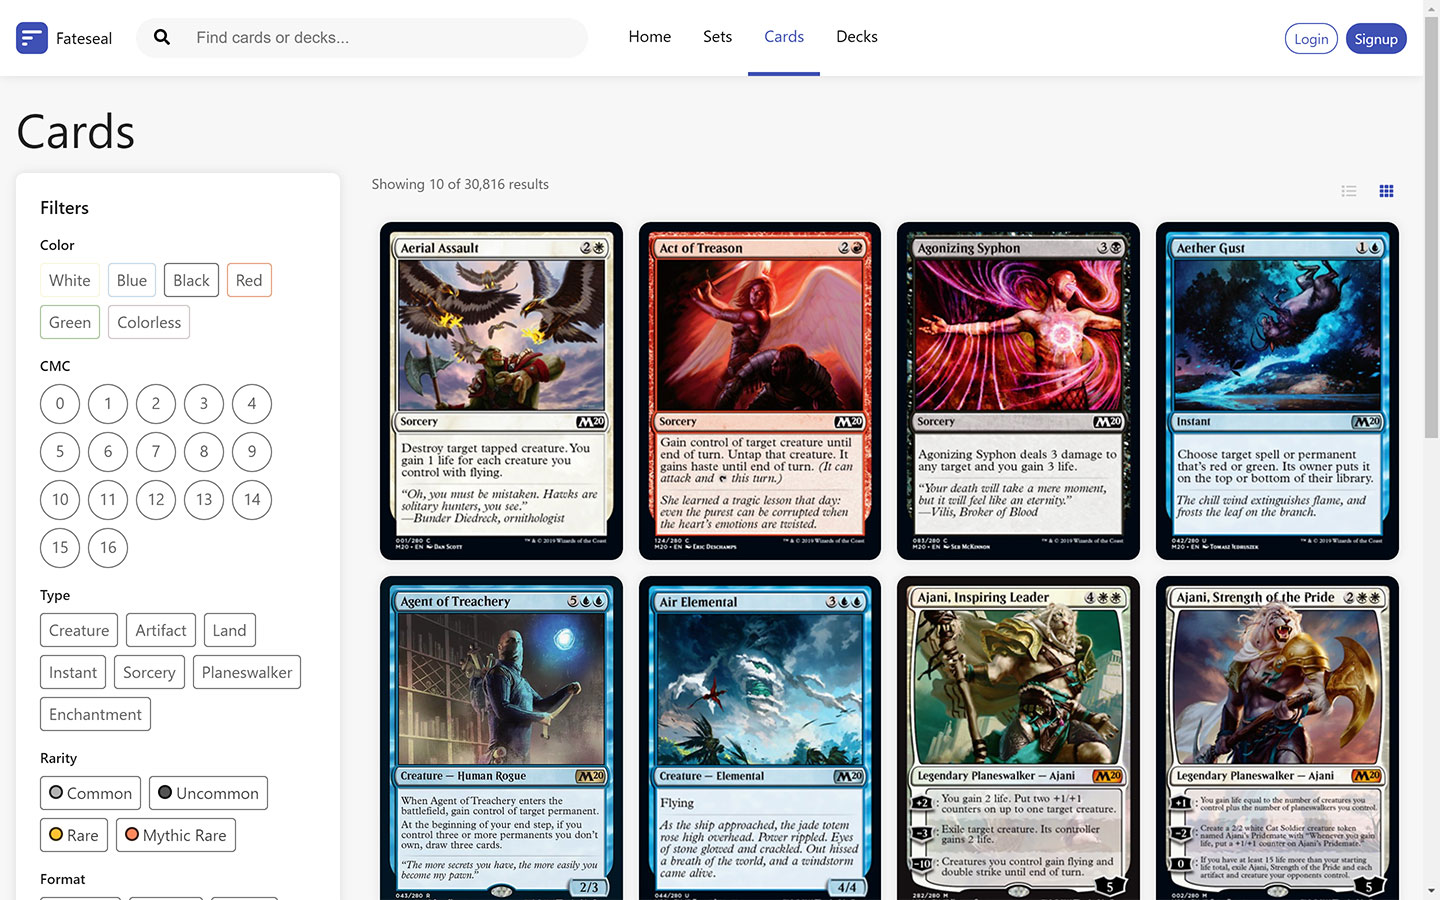 Fateseal
Find cards or decks...
Home
Sets
Cards
Decks
Login
Signup
Cards
Filters
Color
White
Blue
Black
Red
Green
Colorless
CMC
0
1
2
3
4
5
6
7
8
9
10
11
12
13
14
15
16
Type
Creature
Artifact
Land
Instant
Sorcery
Planeswalker
Enchantment
Rarity
Common
Uncommon
Rare
Mythic Rare
Format
Showing 10 of 30,816 results
Aerial Assault 2
Sorcery M20
Destroy target tapped creature. You
gain 1 life for each creature you
control with flying.
“Oh, you must be mistaken. Hawks are
solitary hunters, you see.”
—Bunder Diedreck, ornithologist
001/280 C
M20 • EN Dan Scott
™ & © 2019 Wizards of the Coast
Act of Treason 2
Sorcery M20
Gain control of target creature until
end of turn. Untap that creature. It
gains haste until end of turn. (It can
attack and this turn.)
She learned a tragic lesson that day:
even the purest can be corrupted when
the heart’s emotions are twisted.
124/280 C
M20 • EN Eric Deschamps
™ & © 2019 Wizards of the Coast
Agonizing Syphon 3
Sorcery M20
Agonizing Syphon deals 3 damage to
any target and you gain 3 life.
“Your death will take a mere moment,
but it will feel like an eternity.”
—Vilis, Broker of Blood
083/280 C
M20 • EN Seb McKinnon
™ & © 2019 Wizards of the Coast
Aether Gust 1
Instant M20
Choose target spell or permanent
that’s red or green. Its owner puts it
on the top or bottom of their library.
The chill wind extinguishes flame, and
frosts the leaf on the branch.
042/280 U
M20 • EN Tomasz Jedruszek
™ & © 2019 Wizards of the Coast
Agent of Treachery 5
Creature — Human Rogue M20
When Agent of Treachery enters the
battlefield, gain control of target permanent.
At the beginning of your end step, if you
control three or more permanents you don’t
own, draw three cards.
“The more secrets you have, the more easily you
become my pawn.”
2/3
043/280 R
Air Elemental 3
Creature — Elemental M20
Flying
As the ship approached, the jade totem
rose high overhead. Power rippled. Eyes
of stone glowed and crackled. Out hissed
a breath of the world, and a windstorm
came alive.
4/4
044/280 U
Ajani, Inspiring Leader 4
Legendary Planeswalker — Ajani M20
+2: You gain 2 life. Put two +1/+1
counters on up to one target creature.
−3: Exile target creature. Its controller
gains 2 life.
−10: Creatures you control gain flying and
double strike until end of turn.
5
282/280 M
Ajani, Strength of the Pride 2
Legendary Planeswalker — Ajani M20
+1: You gain life equal to the number of creatures you
control plus the number of planeswalkers you control.
−2: Create a 2/2 white Cat Soldier creature token
named Ajani’s Pridemate with “Whenever you gain
life, put a +1/+1 counter on Ajani’s Pridemate.”
0: If you have at least 15 life more than your starting
life total, exile Ajani, Strength of the Pride and each
artifact and creature your opponents control.
5
002/280 M